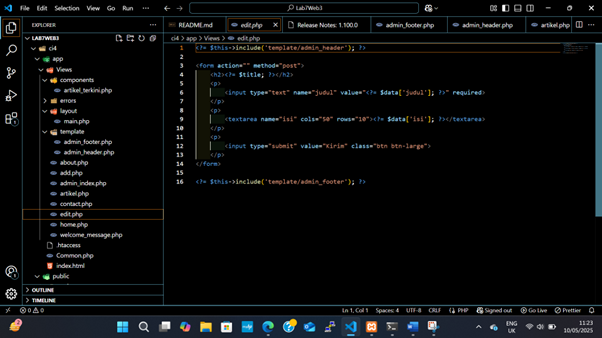 File Edit Selection View Go Run ...
Lab7Web3
EXPLORER ...
README.md edit.php Release Notes: 1.100.0 admin_footer.php admin_header.php artikel.php ...
LAB7WEB3
ci4 > app > Views > edit.php
ci4
app
Views
components
artikel_terkini.php
errors
layout
main.php
template
admin_footer.php
admin_header.php
about.php
add.php
admin_index.php
artikel.php
contact.php
edit.php
home.php
welcome_message.php
.htaccess
Common.php
index.html
public
OUTLINE
TIMELINE
1 <?= $this->include('template/admin_header'); ?>
2
3 <form action="" method="post">
4 <h2><?= $title; ?></h2>
5 <p>
6 <input type="text" name="judul" value="<?= $data['judul']; ?>" required>
7 </p>
8 <p>
9 <textarea name="isi" cols="50" rows="10"><?= $data['isi']; ?></textarea>
10 </p>
11 <p>
12 <input type="submit" value="Kirim" class="btn btn-large">
13 </p>
14 </form>
15
16 <?= $this->include('template/admin_footer'); ?>
0 0 Ln 1, Col 1 Spaces: 4 UTF-8 CRLF PHP Signed out Go Live Prettier
ENG
UK
11:23
10/05/2025